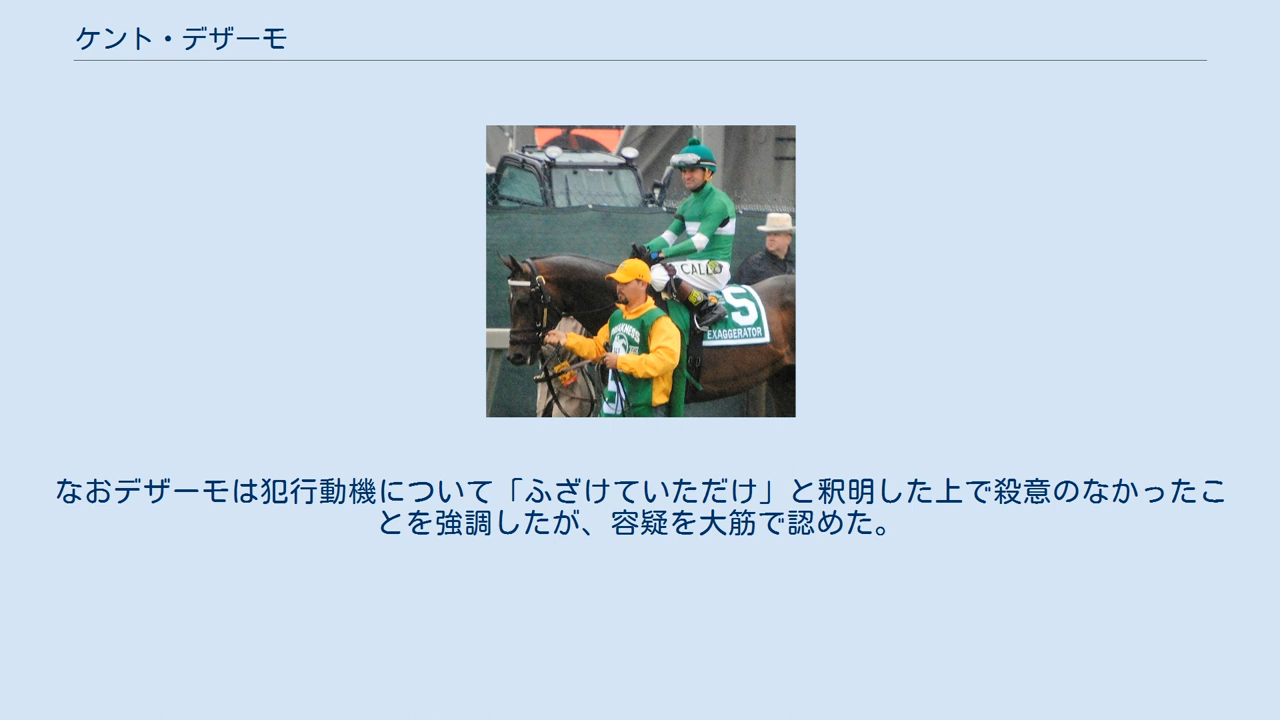 ケント・デザーモ
CALLO
5
EXAGGERATOR
なおデザーモは犯行動機について「ふざけていただけ」と釈明した上で殺意のなかったこ
とを強調したが、容疑を大筋で認めた。